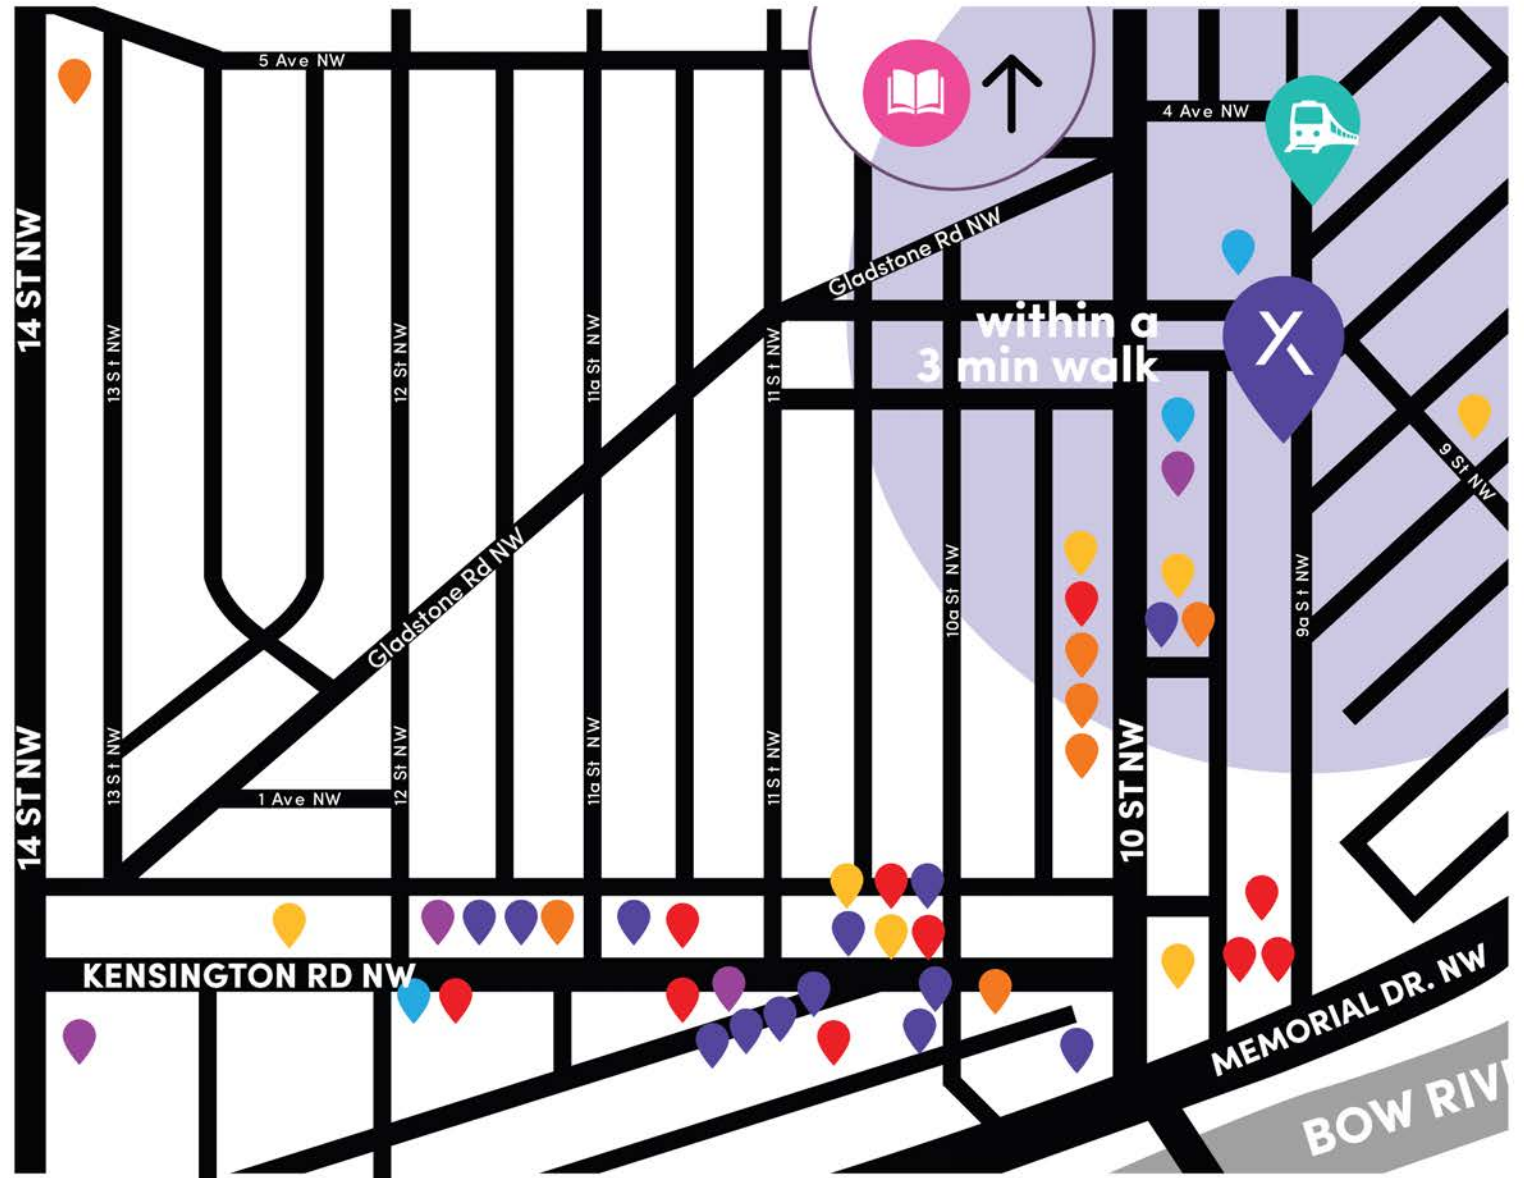 5 Ave NW
4 Ave NW
14 ST NW
13 St NW
12 St NW
11a St NW
11 St NW
Gladstone Rd NW
within a
3 min walk
9 St NW
Gladstone Rd NW
10a St NW
9a St NW
14 ST NW
13 St NW
1 Ave NW
12 St NW
11a St NW
11 St NW
10 ST NW
KENSINGTON RD NW
MEMORIAL DR. NW
BOW RIV